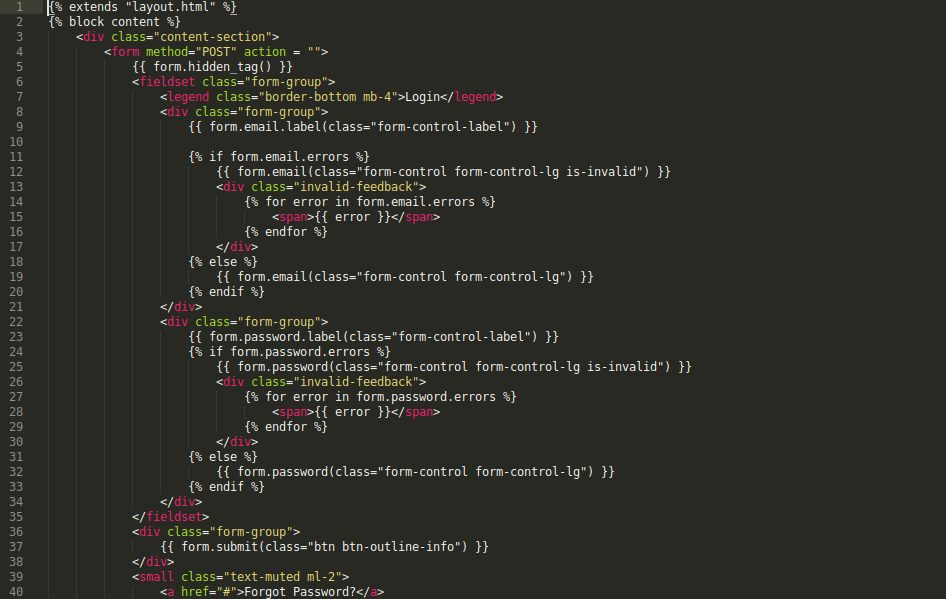 1 {% extends "layout.html" %}
2 {% block content %}
3 <div class="content-section">
4 <form method="POST" action = "">
5 {{ form.hidden_tag() }}
6 <fieldset class="form-group">
7 <legend class="border-bottom mb-4">Login</legend>
8 <div class="form-group">
9 {{ form.email.label(class="form-control-label") }}
10
11 {% if form.email.errors %}
12 {{ form.email(class="form-control form-control-lg is-invalid") }}
13 <div class="invalid-feedback">
14 {% for error in form.email.errors %}
15 <span>{{ error }}</span>
16 {% endfor %}
17 </div>
18 {% else %}
19 {{ form.email(class="form-control form-control-lg") }}
20 {% endif %}
21 </div>
22 <div class="form-group">
23 {{ form.password.label(class="form-control-label") }}
24 {% if form.password.errors %}
25 {{ form.password(class="form-control form-control-lg is-invalid") }}
26 <div class="invalid-feedback">
27 {% for error in form.password.errors %}
28 <span>{{ error }}</span>
29 {% endfor %}
30 </div>
31 {% else %}
32 {{ form.password(class="form-control form-control-lg") }}
33 {% endif %}
34 </div>
35 </fieldset>
36 <div class="form-group">
37 {{ form.submit(class="btn btn-outline-info") }}
38 </div>
39 <small class="text-muted ml-2">
40 <a href="#">Forgot Password?</a>